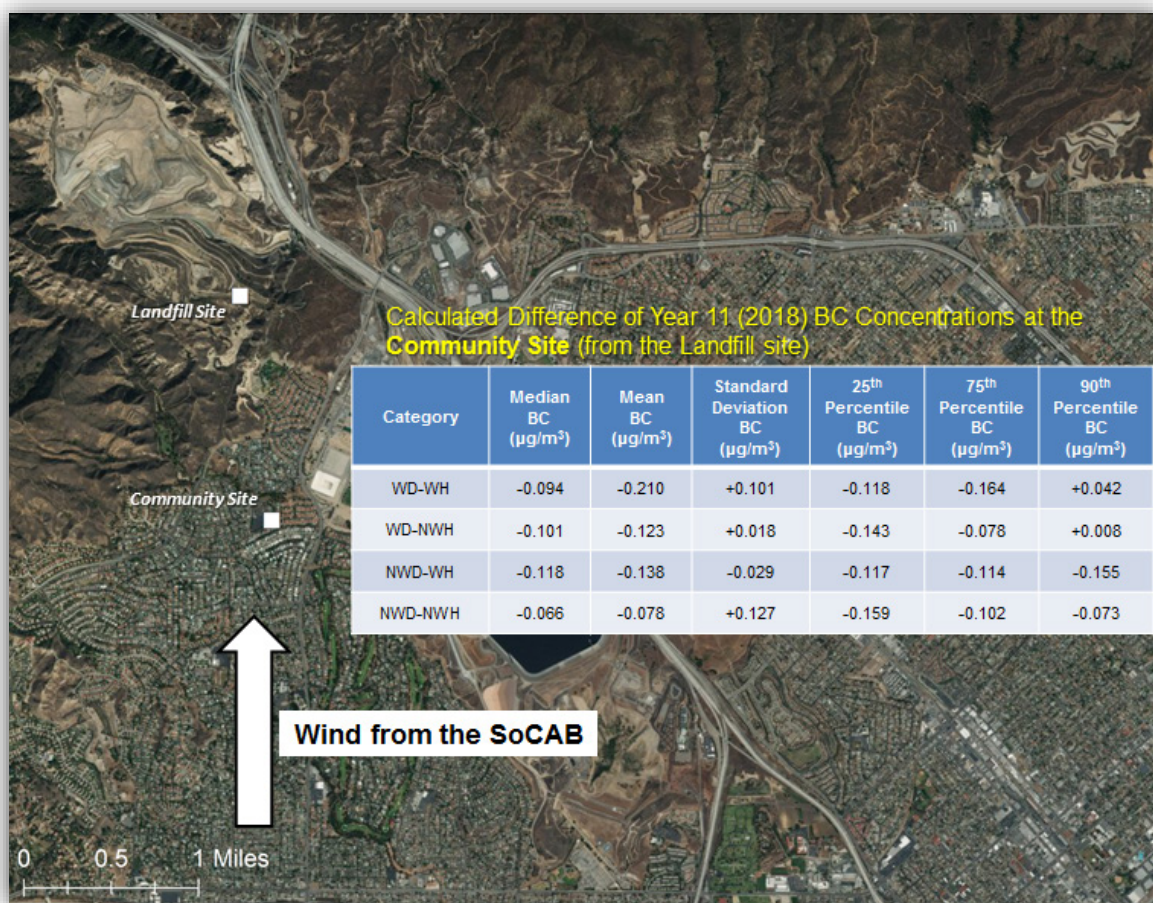 Landfill Site
Calculated Difference of Year 11 (2018) BC Concentrations at the
Community Site (from the Landfill site)
Category
Median
BC
(µg/m³)
Mean
BC
(µg/m³)
Standard
Deviation
BC
(µg/m³)
25th
Percentile
BC
(µg/m³)
75th
Percentile
BC
(µg/m³)
90th
Percentile
BC
(µg/m³)
WD-WH -0.094 -0.210 +0.101 -0.118 -0.164 +0.042
WD-NWH -0.101 -0.123 +0.018 -0.143 -0.078 +0.008
NWD-WH -0.118 -0.138 -0.029 -0.117 -0.114 -0.155
NWD-NWH -0.066 -0.078 +0.127 -0.159 -0.102 -0.073
Community Site
Wind from the SoCAB
0 0.5 1 Miles